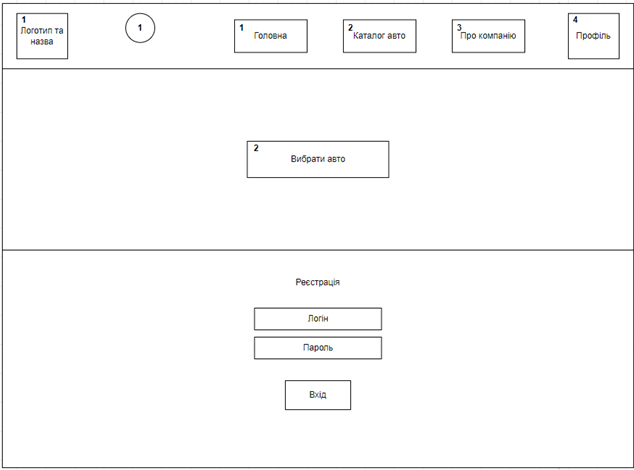 1
Логотип та
назва
1
1
Головна
2
Каталог авто
3
Про компанію
4
Профіль
2
Вибрати авто
Реєстрація
Логін
Пароль
Вхід